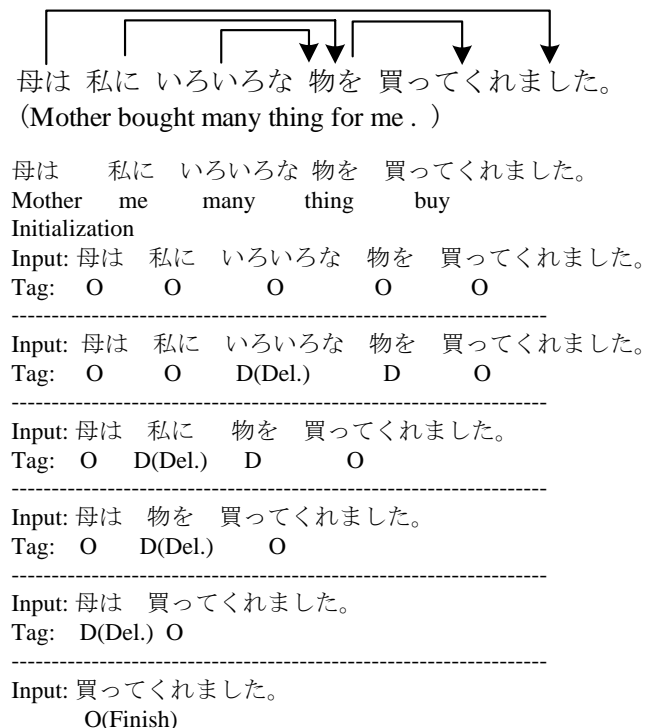 母は 私に いろいろな 物を 買ってくれました。
（Mother bought many thing for me . ）
母は 私に いろいろな 物を 買ってくれました。
Mother me many thing buy
Initialization
Input: 母は 私に いろいろな 物を 買ってくれました。
Tag: O O O O O
-------------------------------------------------------------------
Input: 母は 私に いろいろな 物を 買ってくれました。
Tag: O O D(Del.) D O
-------------------------------------------------------------------
Input: 母は 私に 物を 買ってくれました。
Tag: O D(Del.) D O
-------------------------------------------------------------------
Input: 母は 物を 買ってくれました。
Tag: O D(Del.) O
-------------------------------------------------------------------
Input: 母は 買ってくれました。
Tag: D(Del.) O
-------------------------------------------------------------------
Input: 買ってくれました。
O(Finish)